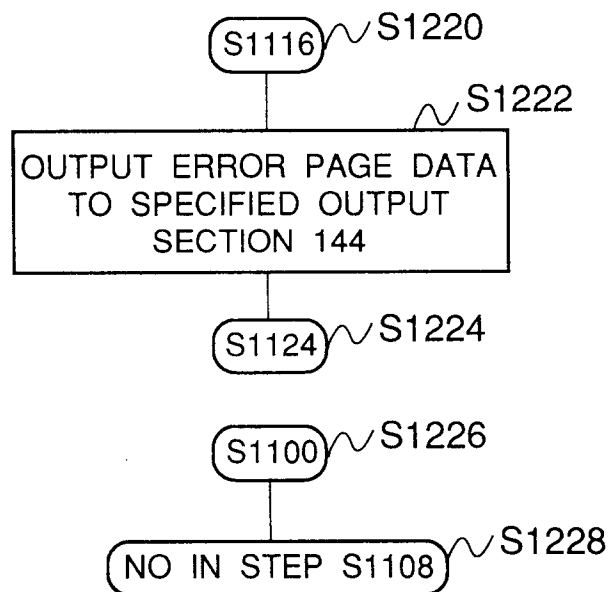 S1116 S1220
S1222
OUTPUT ERROR PAGE DATA
TO SPECIFIED OUTPUT
SECTION 144
S1124 S1224
S1100 S1226
S1228
NO IN STEP S1108